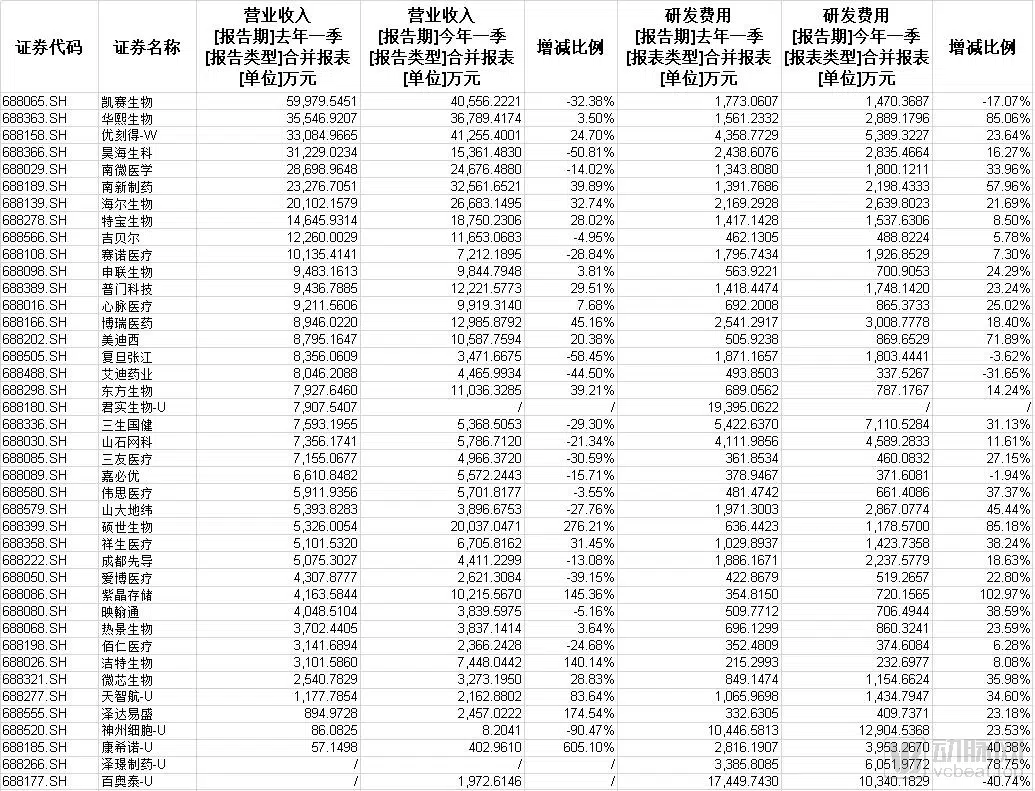 证券代码 证券名称 营业收入 [报告期]去年一季 [报告类型]合并报表 [单位]万元 营业收入 [报告期]今年一季 [报告类型]合并报表 [单位]万元 增减比例 研发费用 [报告期]去年一季 [报表类型]合并报表 [单位]万元 研发费用 [报告期]今年一季 [报表类型]合并报表 [单位]万元 增减比例
688065.SH 凯赛生物 59,979.5451 40,556.2221 -32.38% 1,773.0607 1,470.3687 -17.07%
688363.SH 华熙生物 35,546.9207 36,789.4174 3.50% 1,561.2332 2,889.1796 85.06%
688158.SH 优刻得-W 33,084.9665 41,255.4001 24.70% 4,358.7729 5,389.3227 23.64%
688366.SH 昊海生科 31,229.0234 15,361.4830 -50.81% 2,438.6076 2,835.4664 16.27%
688029.SH 南微医学 28,698.9648 24,676.4880 -14.02% 1,343.8080 1,800.1211 33.96%
688189.SH 南新制药 23,276.7051 32,561.6521 39.89% 1,391.7686 2,198.4333 57.96%
688139.SH 海尔生物 20,102.1579 26,683.1495 32.74% 2,169.2928 2,639.8023 21.69%
688278.SH 特宝生物 14,645.9314 18,750.2306 28.02% 1,417.1428 1,537.6306 8.50%
688566.SH 吉贝尔 12,260.0029 11,653.0683 -4.95% 462.1305 488.8224 5.78%
688108.SH 赛诺医疗 10,135.4141 7,212.1895 -28.84% 1,795.7434 1,926.8529 7.30%
688098.SH 申联生物 9,483.1613 9,844.7948 3.81% 563.9221 700.9053 24.29%
688389.SH 普门科技 9,436.7885 12,221.5773 29.51% 1,418.4474 1,748.1420 23.24%
688016.SH 心脉医疗 9,211.5606 9,919.3140 7.68% 692.2008 865.3733 25.02%
688166.SH 博瑞医药 8,946.0220 12,985.8792 45.16% 2,541.2917 3,008.7778 18.40%
688202.SH 美迪西 8,795.1647 10,587.7594 20.38% 505.9238 869.6529 71.89%
688505.SH 复旦张江 8,356.0609 3,471.6675 -58.45% 1,871.1657 1,803.4441 -3.62%
688488.SH 艾迪药业 8,046.2088 4,465.9934 -44.50% 493.8503 337.5267 -31.65%
688298.SH 东方生物 7,927.6460 11,036.3285 39.21% 689.0562 787.1767 14.24%
688180.SH 君实生物-U 7,907.5407 / / 19,395.0622 / /
688336.SH 三生国健 7,593.1955 5,368.5053 -29.30% 5,422.6370 7,110.5284 31.13%
688030.SH 山石网科 7,356.1741 5,786.7120 -21.34% 4,111.9856 4,589.2833 11.61%
688085.SH 三友医疗 7,155.0677 4,966.3720 -30.59% 361.8534 460.0832 27.15%
688089.SH 嘉必优 6,610.8482 5,572.2443 -15.71% 378.9467 371.6081 -1.94%
688580.SH 伟思医疗 5,911.9356 5,701.8177 -3.55% 481.4742 661.4086 37.37%
688579.SH 山大地纬 5,393.8283 3,896.6753 -27.76% 1,971.3003 2,867.0774 45.44%
688399.SH 硕世生物 5,326.0054 20,037.0471 276.21% 636.4423 1,178.5700 85.18%
688358.SH 祥生医疗 5,101.5320 6,705.8162 31.45% 1,029.8937 1,423.7358 38.24%
688222.SH 成都先导 5,075.3027 4,411.2299 -13.08% 1,886.1671 2,237.5779 18.63%
688050.SH 爱博医疗 4,307.8777 2,621.3084 -39.15% 422.8679 519.2657 22.80%
688086.SH 紫晶存储 4,163.5844 10,215.5670 145.36% 354.8150 720.1565 102.97%
688080.SH 映翰通 4,048.5104 3,839.5975 -5.16% 509.7712 706.4944 38.59%
688068.SH 热景生物 3,702.4405 3,837.1414 3.64% 696.1299 860.3241 23.59%
688198.SH 佰仁医疗 3,141.6894 2,366.2428 -24.68% 352.4809 374.6084 6.28%
688026.SH 洁特生物 3,101.5860 7,448.0442 140.14% 215.2993 232.6977 8.08%
688321.SH 微芯生物 2,540.7829 3,273.1950 28.83% 849.1474 1,154.6624 35.98%
688277.SH 天智航-U 1,177.7854 2,162.8802 83.64% 1,065.9698 1,434.7947 34.60%
688555.SH 泽达易盛 894.9728 2,457.0222 174.54% 332.6305 409.7371 23.18%
688520.SH 神州细胞-U 86.0825 8.2041 -90.47% 10,446.5813 12,904.5368 23.53%
688185.SH 康希诺-U 57.1498 402.9610 605.10% 2,816.1907 3,953.2670 40.38%
688266.SH 泽璟制药-U / / / 3,385.8085 6,051.9772 78.75%
688177.SH 百奥泰-U / 1,972.6146 / 17,449.7430 10,340.1829 -40.74%